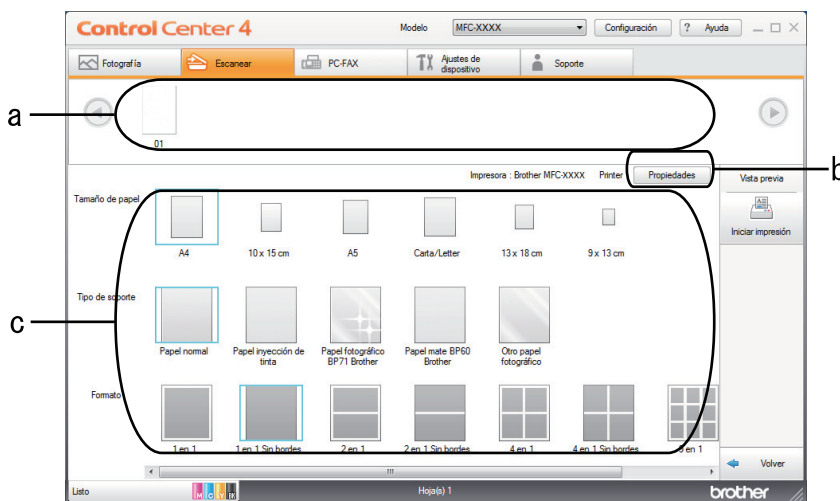 Control Center 4
Modelo MFC-XXXX Configuración ? Ayuda
Fotografía Escanear PC-FAX Ajustes de dispositivo Soporte
a
01
Impresora : Brother MFC-XXXX Printer Propiedades
b
Vista previa
Tamaño de papel
Iniciar impresión
A4 10 x 15 cm A5 Carta/Letter 13 x 18 cm 9 x 13 cm
Tipo de soporte
c
Papel normal Papel inyección de tinta Papel fotográfico BP71 Brother Papel mate BP60 Brother Otro papel fotográfico
Formato
1 en 1 1 en 1 Sin bordes 2 en 1 2 en 1 Sin bordes 4 en 1 4 en 1 Sin bordes 9 en 1
Volver
Listo M C Y BK Hoja(s) 1 brother